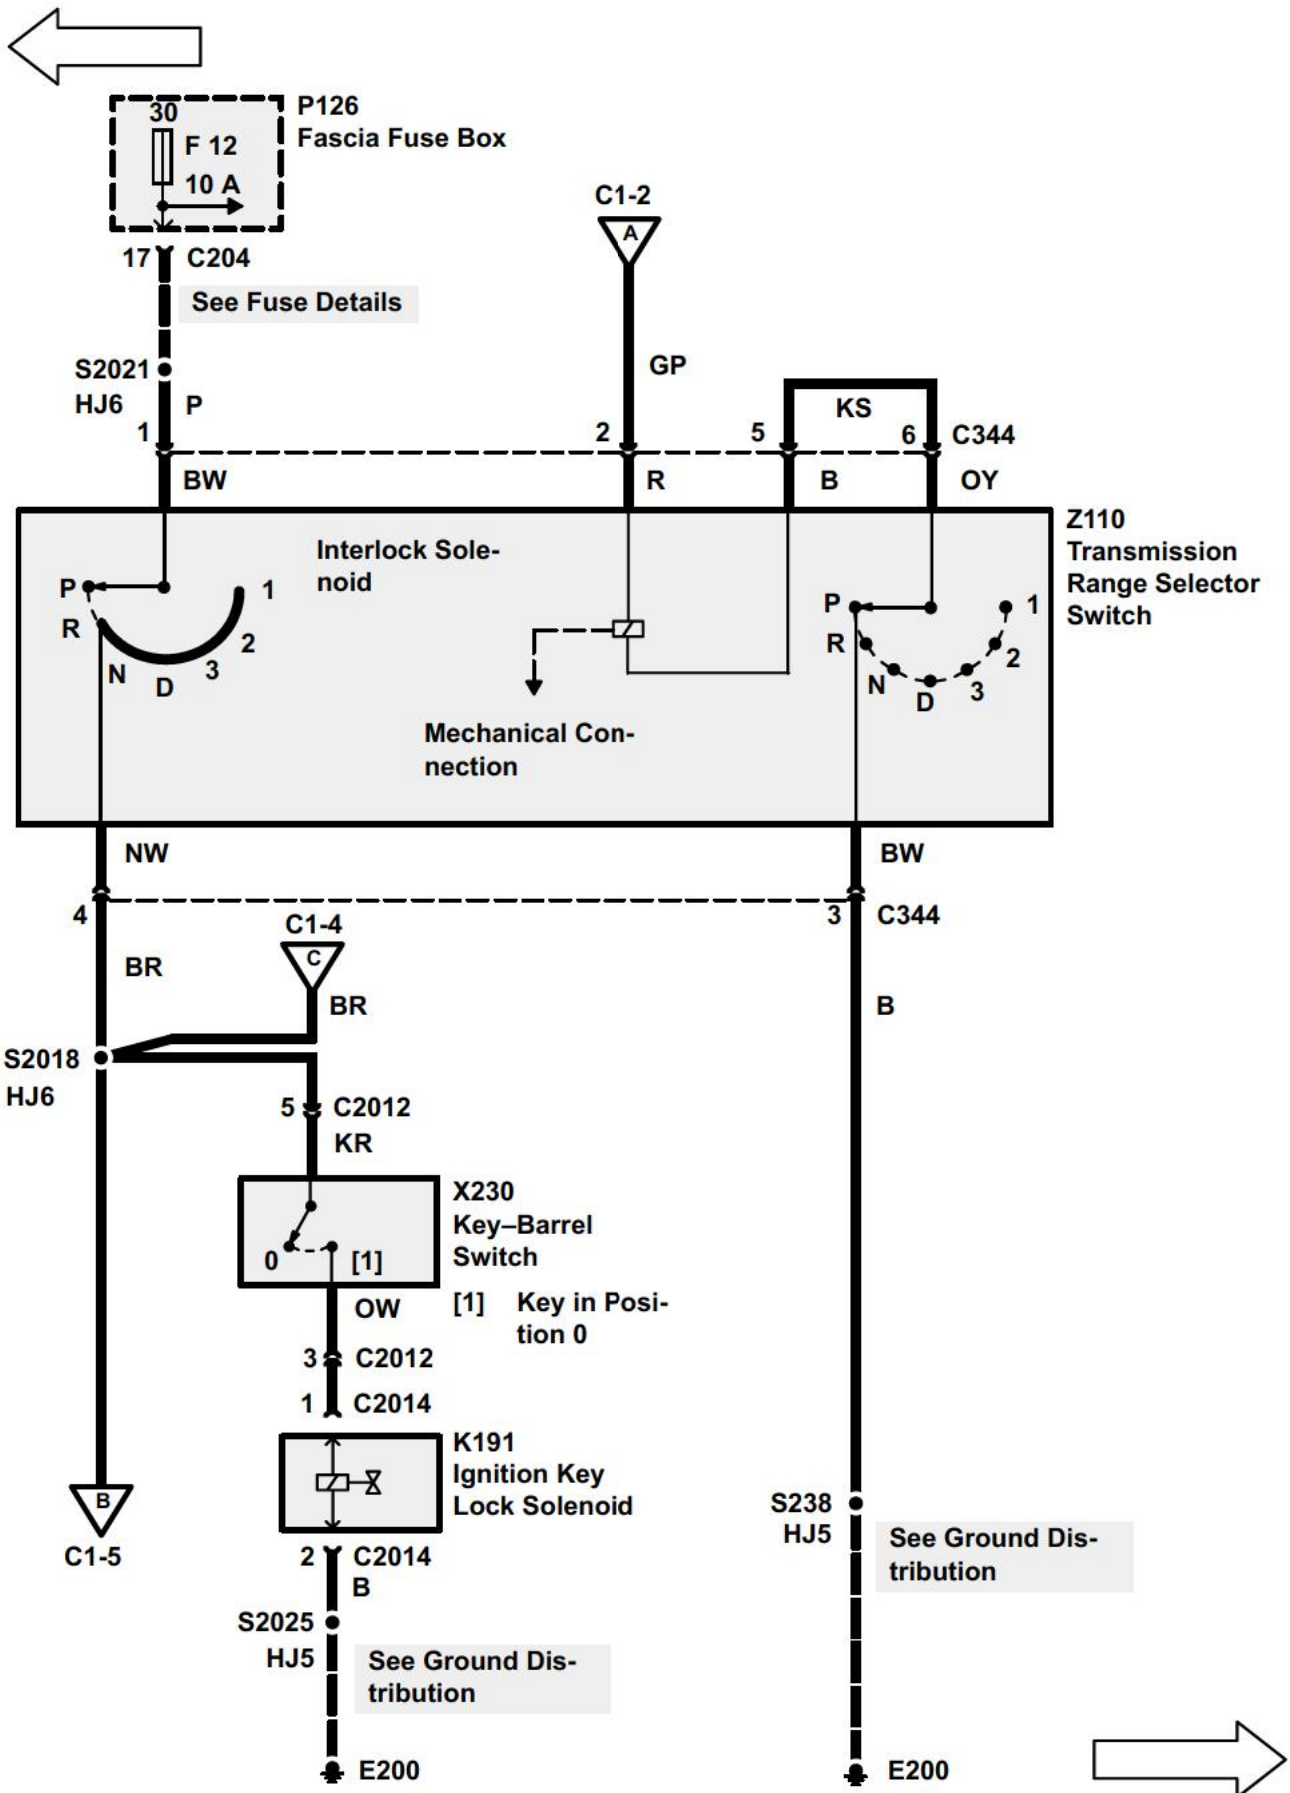 30
P126
F 12
Fascia Fuse Box
10 A
17
C204
See Fuse Details
C1-2
A
S2021
HJ6
P
GP
KS
1
2
5
6
C344
BW
R
B
OY
Z110
Transmission
Range Selector
Switch
Interlock Sole-
noid
P
R
N
D
3
2
1
Mechanical Con-
nection
P
R
N
D
3
2
1
NW
BW
4
3
C344
C1-4
C
BR
BR
B
S2018
HJ6
5
C2012
KR
X230
Key–Barrel
Switch
0
[1]
[1] Key in Posi-
tion 0
OW
3
C2012
1
C2014
K191
Ignition Key
Lock Solenoid
B
C1-5
2
C2014
B
S2025
HJ5
See Ground Dis-
tribution
E200
S238
HJ5
See Ground Dis-
tribution
E200